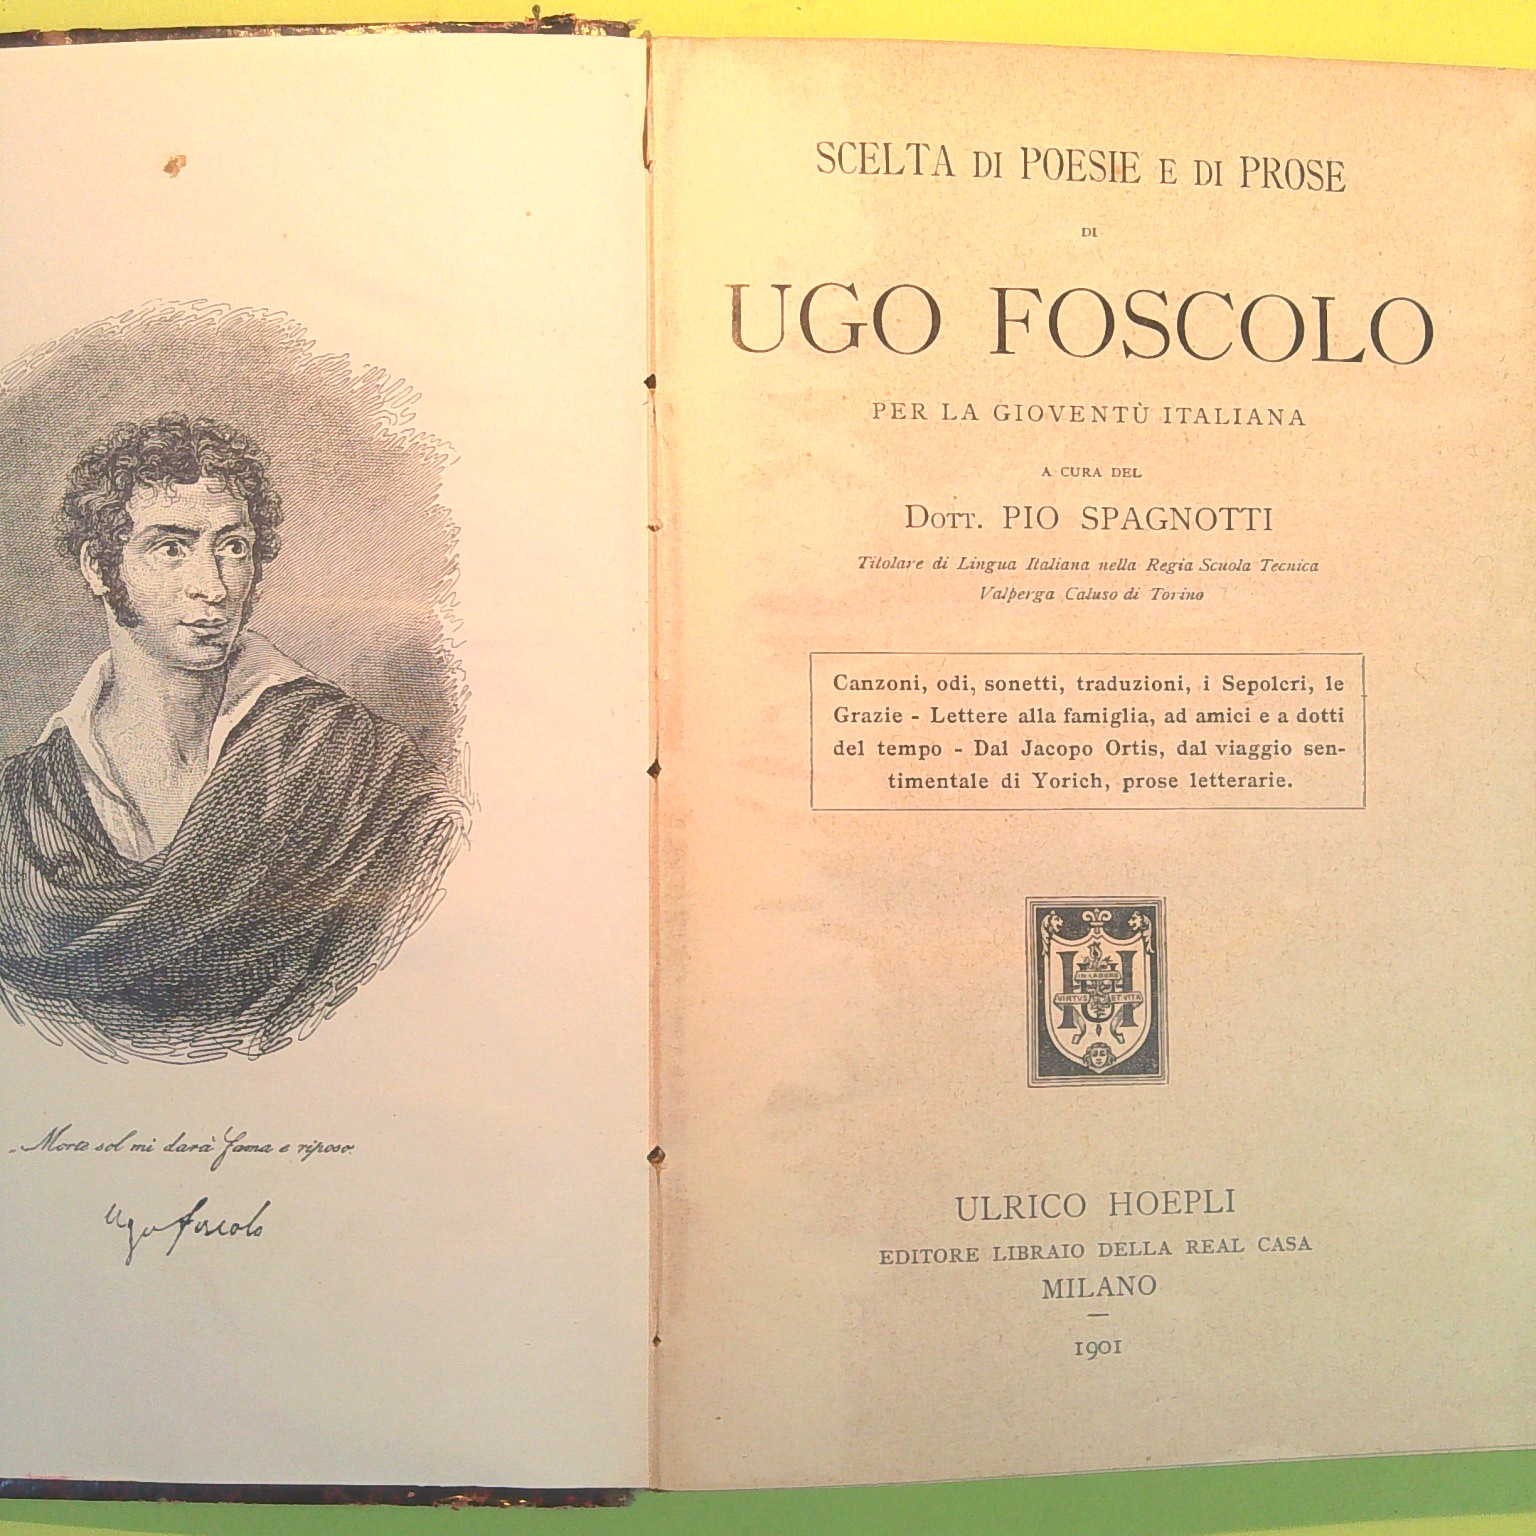 Morte sol mi darà fama e riposo.
Ugo Foscolo
SCELTA DI POESIE E DI PROSE
DI
UGO FOSCOLO
PER LA GIOVENTÙ ITALIANA
A CURA DEL
DOTT. PIO SPAGNOTTI
Titolare di Lingua Italiana nella Regia Scuola Tecnica
Valperga Caluso di Torino
Canzoni, odi, sonetti, traduzioni, i Sepolcri, le
Grazie - Lettere alla famiglia, ad amici e a dotti
del tempo - Dal Jacopo Ortis, dal viaggio sen-
timentale di Yorich, prose letterarie.
IN LABORE
VIRTUS ET VITA
UH
ULRICO HOEPLI
EDITORE LIBRAIO DELLA REAL CASA
MILANO
1901